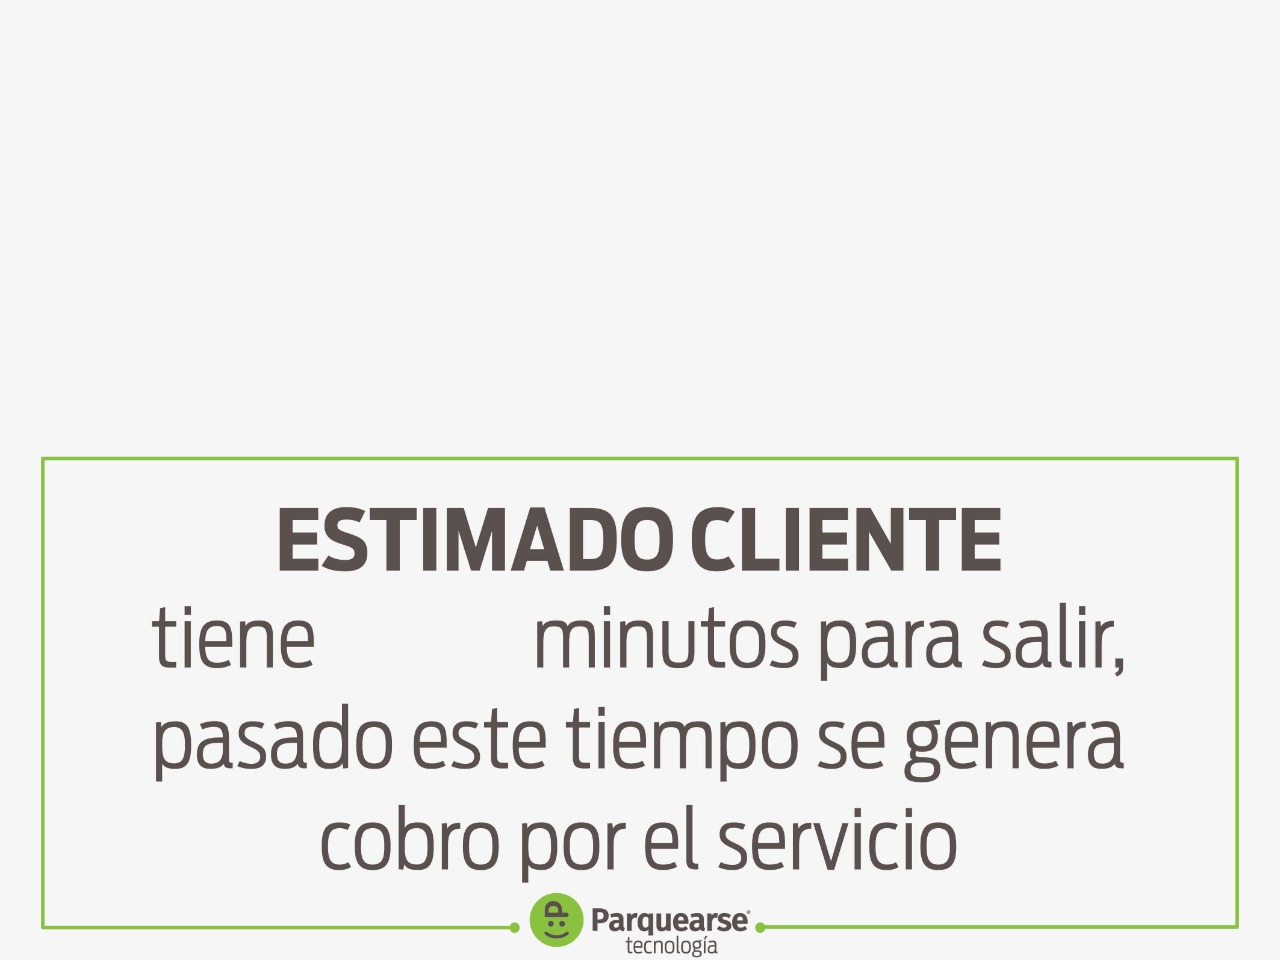 ESTIMADO CLIENTE
tiene minutos para salir,
pasado este tiempo se genera
cobro por el servicio
Parquearse
tecnología